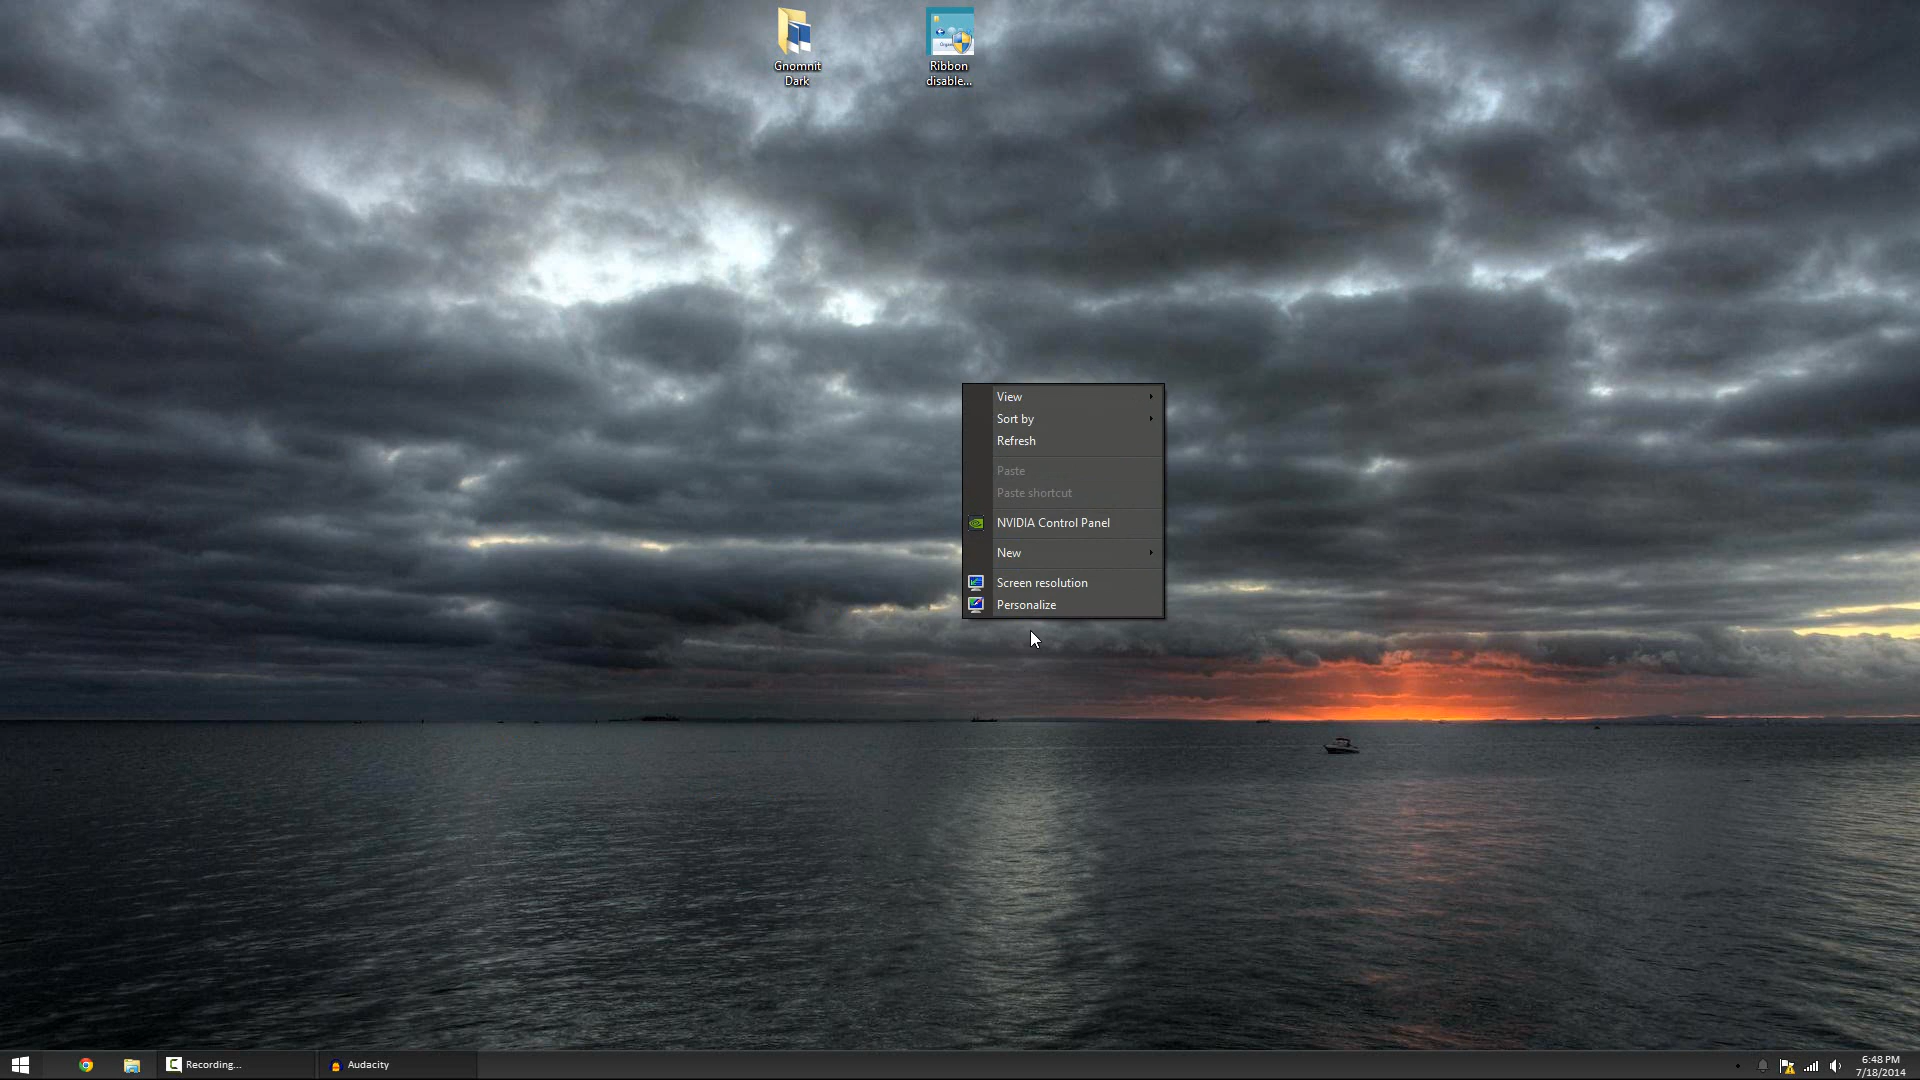 Gnomnit
Dark
Ribbon
disable...
View
Sort by
Refresh
Paste
Paste shortcut
NVIDIA Control Panel
New
Screen resolution
Personalize
Recording...
Audacity
6:48 PM
7/18/2014